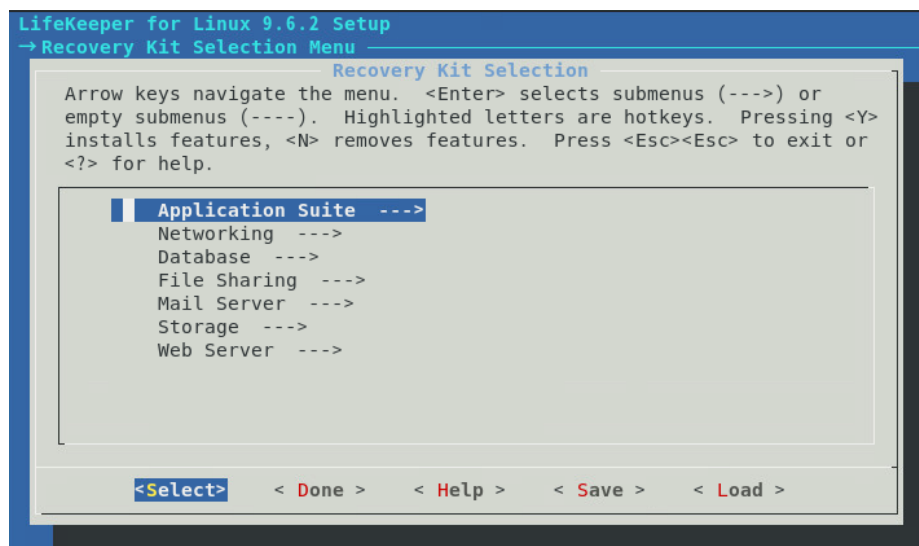 LifeKeeper for Linux 9.6.2 Setup
→ Recovery Kit Selection Menu
Recovery Kit Selection
Arrow keys navigate the menu.  <Enter> selects submenus (--->) or
empty submenus (----).  Highlighted letters are hotkeys.  Pressing <Y>
installs features, <N> removes features.  Press <Esc><Esc> to exit or
<?> for help.
Application Suite  --->
Networking  --->
Database  --->
File Sharing  --->
Mail Server  --->
Storage  --->
Web Server  --->
<Select>    < Done >    < Help >    < Save >    < Load >